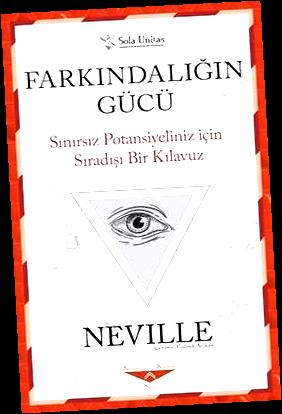 Sola Unitas
FARKINDALIĞIN
GÜCÜ
Sınırsız Potansiyeliniz için
Sıradışı Bir Kılavuz
NEVILLE